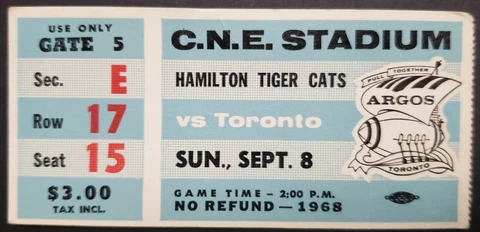 USE ONLY
GATE 5
Sec. E
Row 17
Seat 15
$3.00
TAX INCL.
C.N.E. STADIUM
HAMILTON TIGER CATS
vs Toronto
SUN., SEPT. 8
GAME TIME - 2:00 P.M.
NO REFUND - 1968
PULL TOGETHER
ARGOS
TORONTO